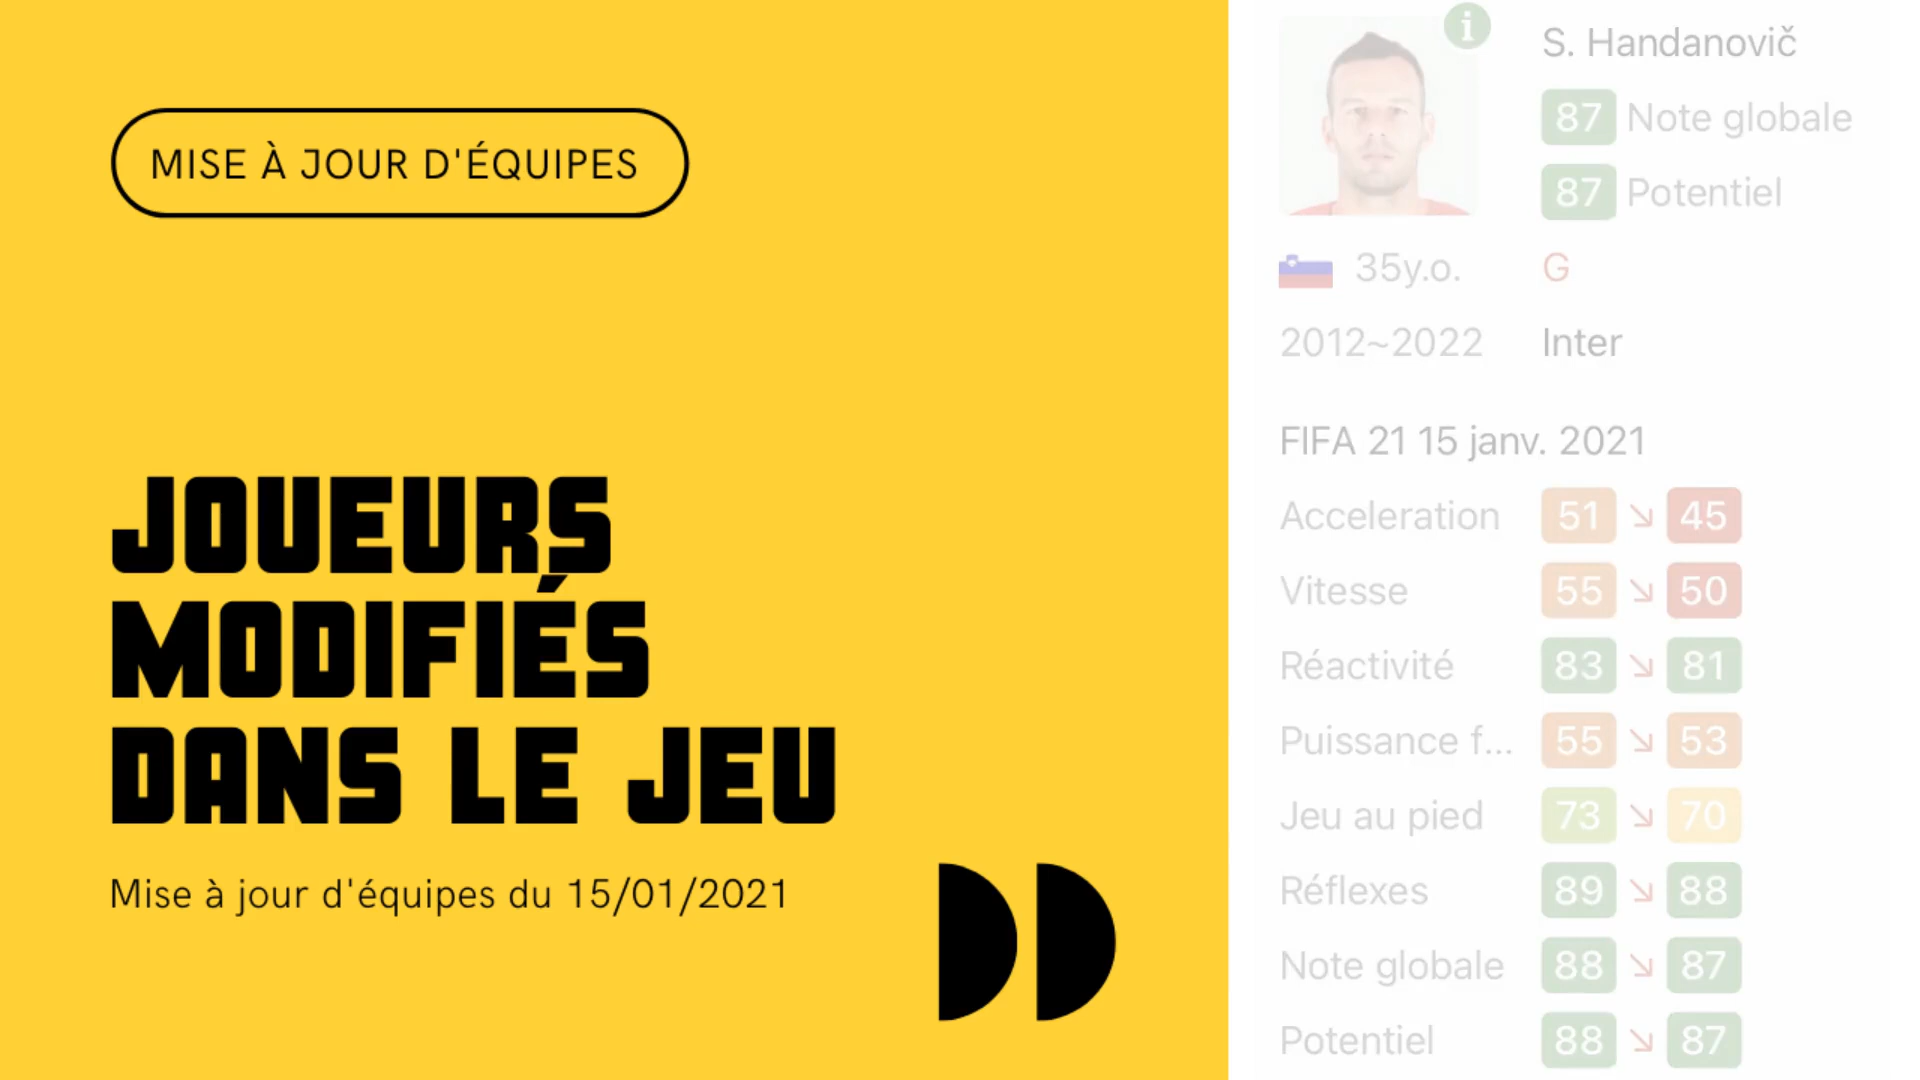 MISE À JOUR D'ÉQUIPES
JOUEURS
MODIFIÉS
DANS LE JEU
Mise à jour d'équipes du 15/01/2021
i
S. Handanovič
87 Note globale
87 Potentiel
35y.o. G
2012~2022 Inter
FIFA 21 15 janv. 2021
Acceleration 51 ↘ 45
Vitesse 55 ↘ 50
Réactivité 83 ↘ 81
Puissance f... 55 ↘ 53
Jeu au pied 73 ↘ 70
Réflexes 89 ↘ 88
Note globale 88 ↘ 87
Potentiel 88 ↘ 87